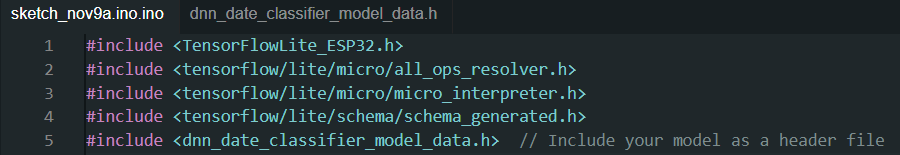 sketch_nov9a.ino.ino dnn_date_classifier_model_data.h
1 #include <TensorFlowLite_ESP32.h>
2 #include <tensorflow/lite/micro/all_ops_resolver.h>
3 #include <tensorflow/lite/micro/micro_interpreter.h>
4 #include <tensorflow/lite/schema/schema_generated.h>
5 #include <dnn_date_classifier_model_data.h>  // Include your model as a header file